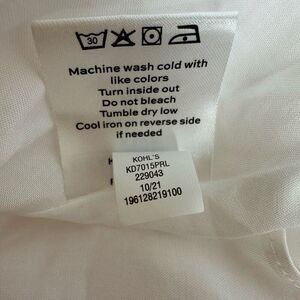 30
Machine wash cold with
like colors
Turn inside out
Do not bleach
Tumble dry low
Cool iron on reverse side
if needed
KOHL'S
KD7015PRL
229043
10/21
196128219100